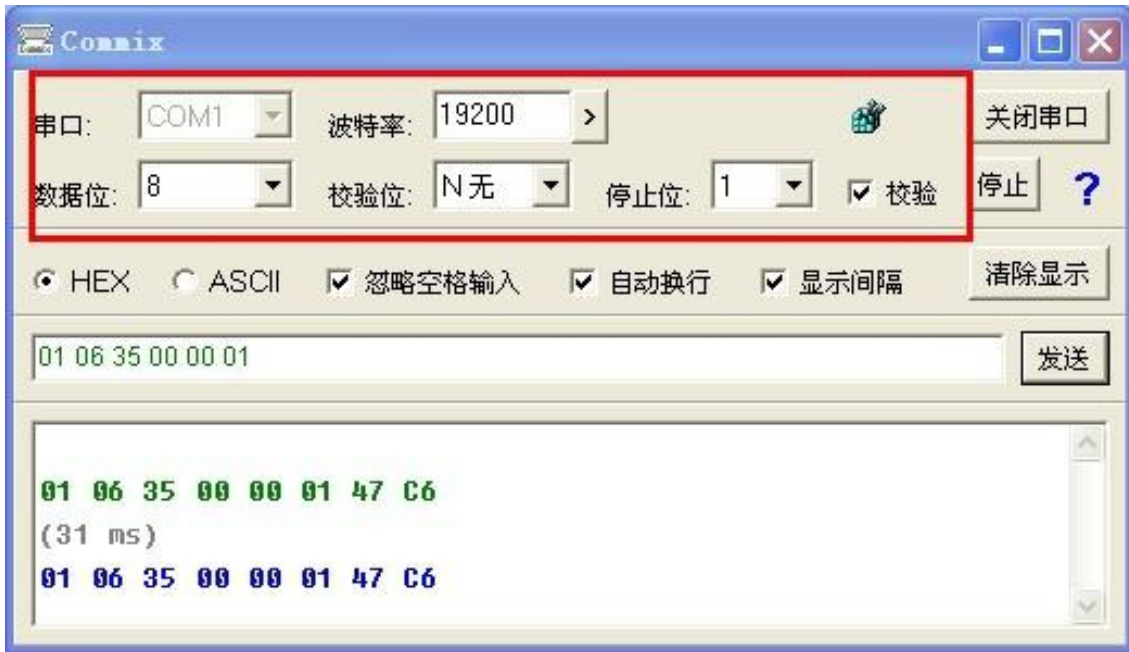 Commix
串口: COM1 波特率: 19200 > 关闭串口
数据位: 8 校验位: N 无 停止位: 1 校验 停止 ?
HEX ASCII 忽略空格输入 自动换行 显示间隔 清除显示
01 06 35 00 00 01 发送
01 06 35 00 00 01 47 C6
(31 ms)
01 06 35 00 00 01 47 C6